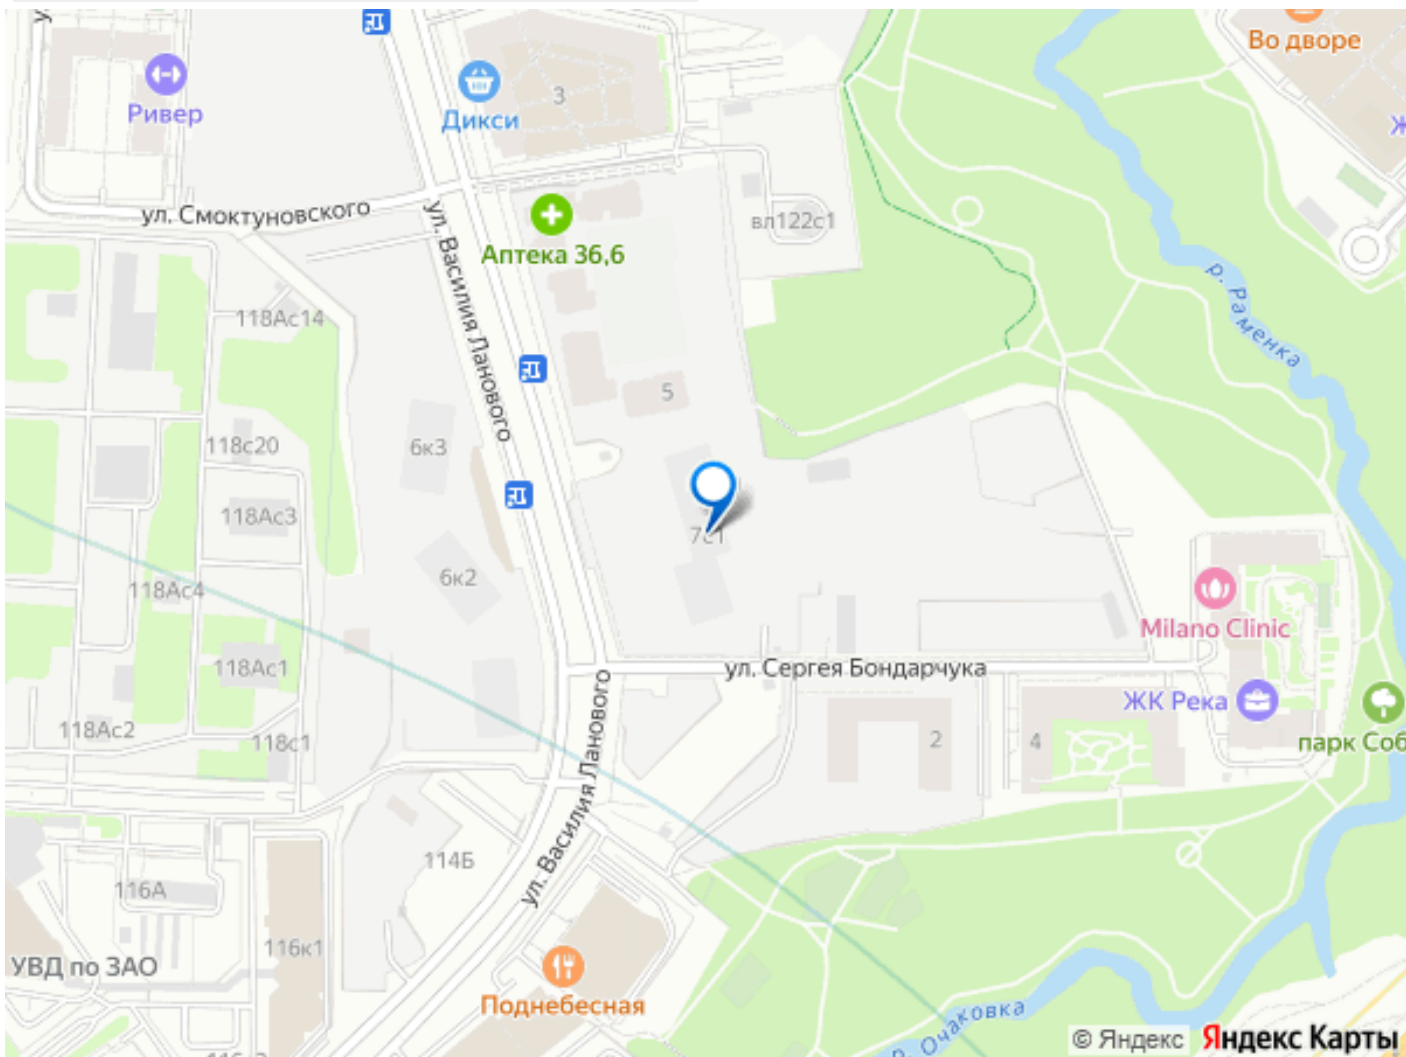 Во дворе
Ривер
Дикси
3
ул. Смоктуновского
вл122с1
Аптека 36,6
ул. Василия Ланового
р. Раменка
118Ас14
5
118с20
6к3
118Ас3
7с1
6к2
118Ас4
Milano Clinic
118Ас1
ул. Сергея Бондарчука
ЖК Река
118Ас2
118с1
2
4
парк Соб
ул. Василия Ланового
114Б
116А
116к1
УВД по ЗАО
Поднебесная
р. Очаковка
© Яндекс Яндекс Карты